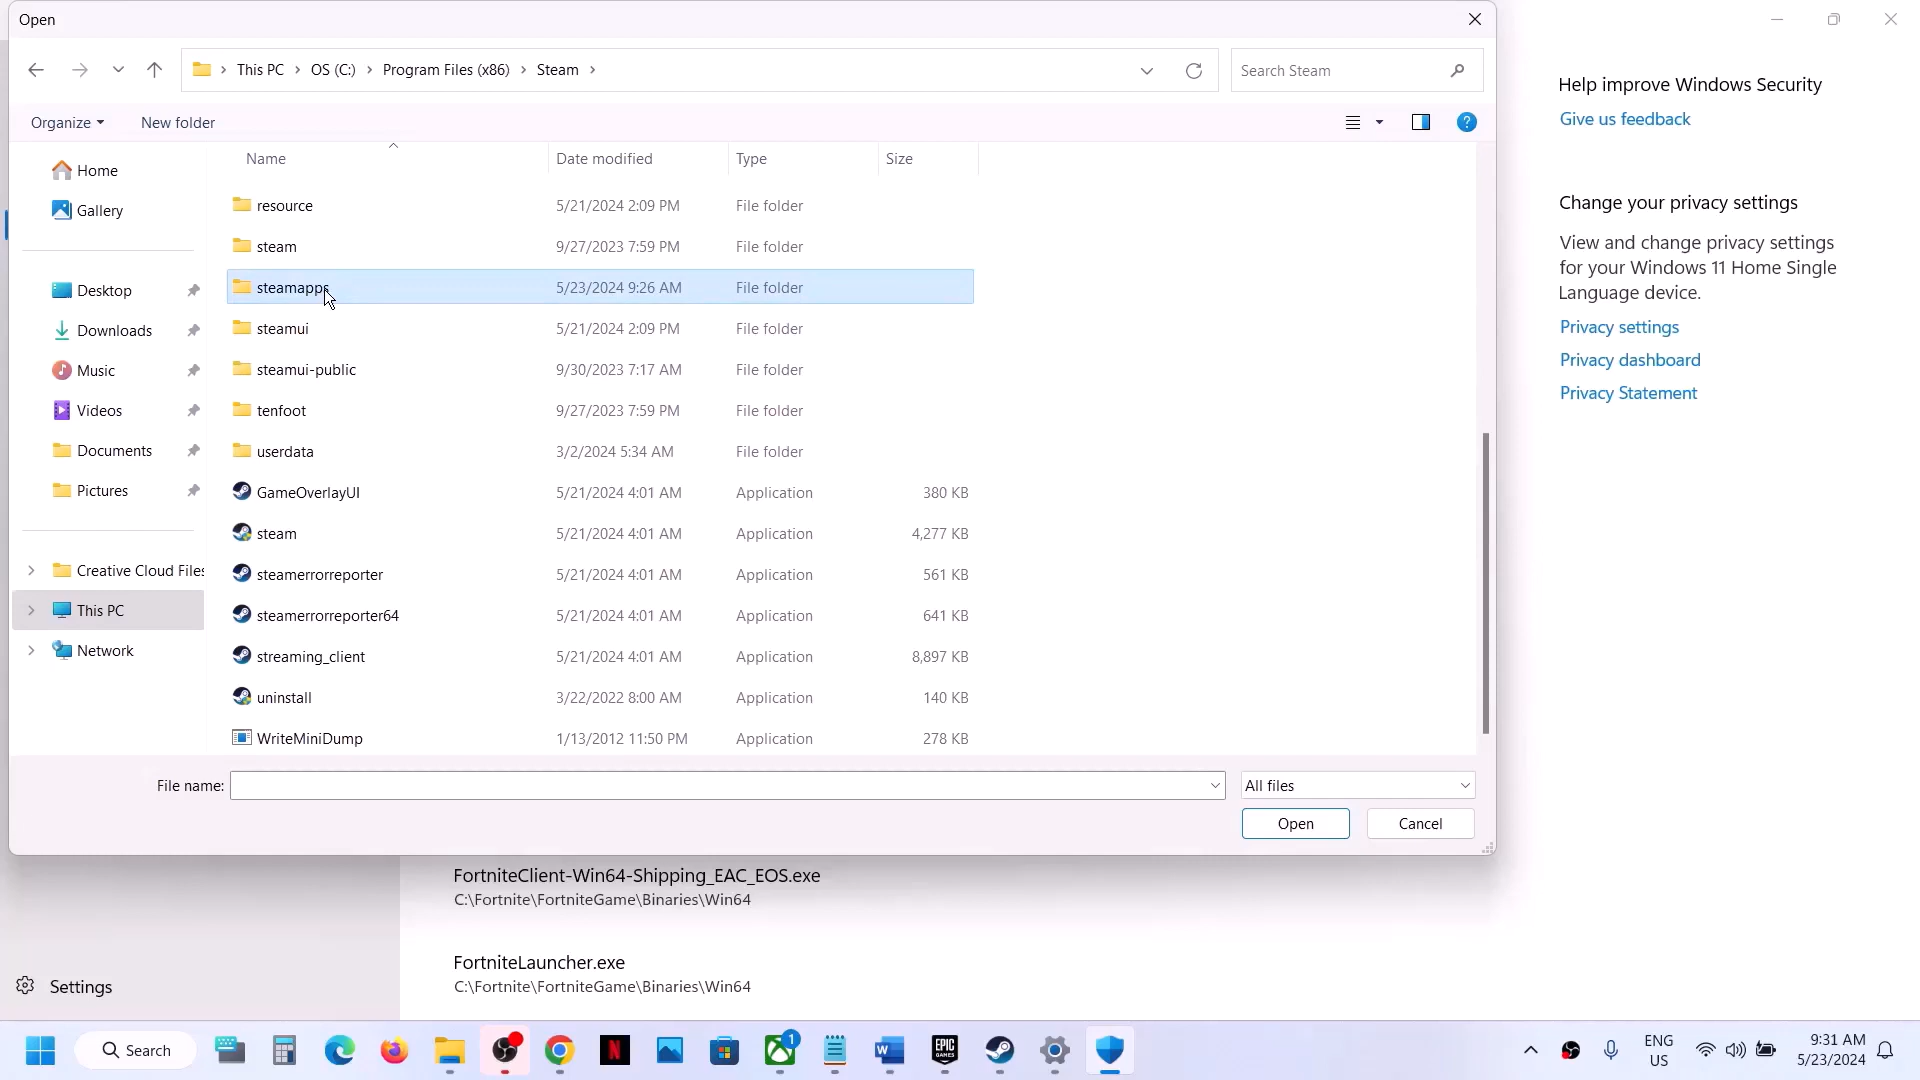 Open
This PC > OS (C:) > Program Files (x86) > Steam >
Search Steam
Organize
New folder
Name
Date modified
Type
Size
Home
Gallery
Desktop
Downloads
Music
Videos
Documents
Pictures
Creative Cloud Files
This PC
Network
resource 5/21/2024 2:09 PM File folder
steam 9/27/2023 7:59 PM File folder
steamapps 5/23/2024 9:26 AM File folder
steamui 5/21/2024 2:09 PM File folder
steamui-public 9/30/2023 7:17 AM File folder
tenfoot 9/27/2023 7:59 PM File folder
userdata 3/2/2024 5:34 AM File folder
GameOverlayUI 5/21/2024 4:01 AM Application 380 KB
steam 5/21/2024 4:01 AM Application 4,277 KB
steamerrorreporter 5/21/2024 4:01 AM Application 561 KB
steamerrorreporter64 5/21/2024 4:01 AM Application 641 KB
streaming_client 5/21/2024 4:01 AM Application 8,897 KB
uninstall 3/22/2022 8:00 AM Application 140 KB
WriteMiniDump 1/13/2012 11:50 PM Application 278 KB
File name:
All files
Open
Cancel
Help improve Windows Security
Give us feedback
Change your privacy settings
View and change privacy settings
for your Windows 11 Home Single
Language device.
Privacy settings
Privacy dashboard
Privacy Statement
FortniteClient-Win64-Shipping_EAC_EOS.exe
C:\Fortnite\FortniteGame\Binaries\Win64
FortniteLauncher.exe
C:\Fortnite\FortniteGame\Binaries\Win64
Settings
Search
N
1
W
EPIC
GAMES
ENG
US
9:31 AM
5/23/2024